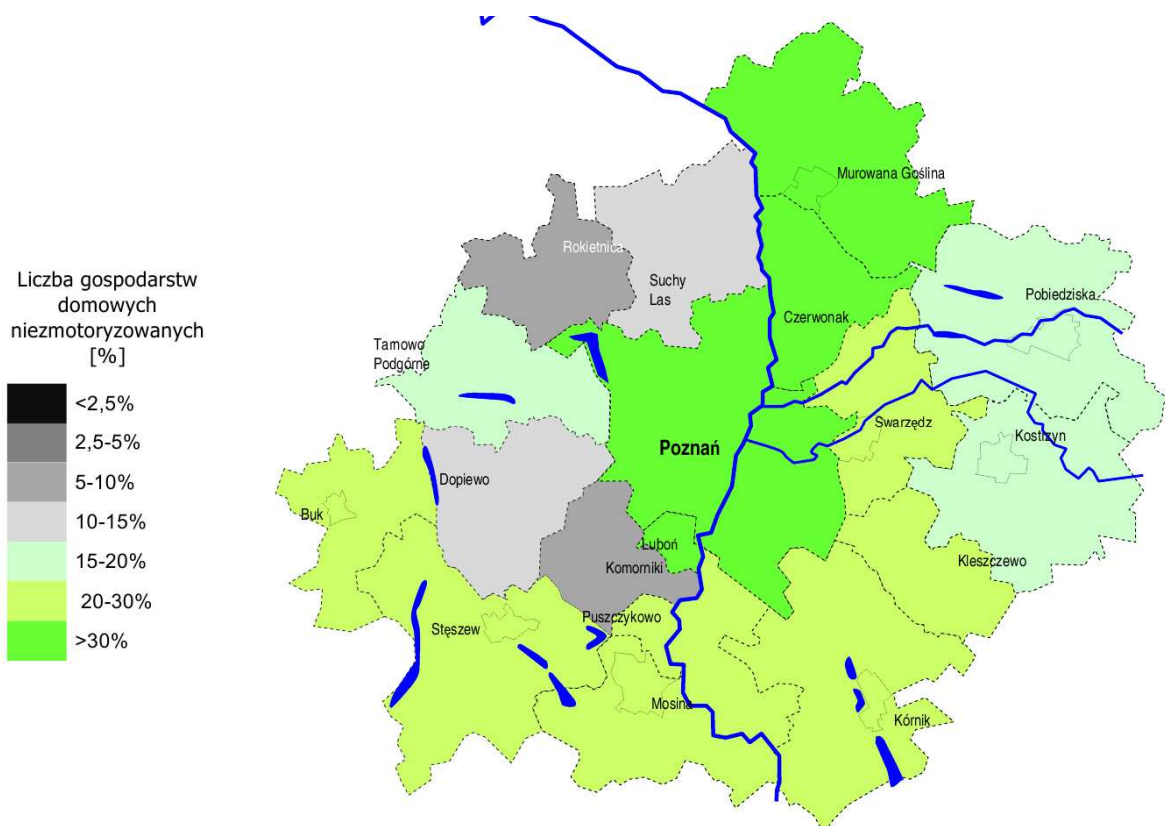 Liczba gospodarstw
domowych
niezmotoryzowanych
[%]
<2,5%
2,5-5%
5-10%
10-15%
15-20%
20-30%
>30%
Murowana Goślina
Rokietnica
Suchy
Las
Pobiedziska
Czerwonak
Tarnowo
Podgórne
Swarzędz
Kostrzyn
Poznań
Dopiewo
Buk
Luboń
Komorniki
Kleszczewo
Puszczykowo
Stęszew
Mosina
Kórnik